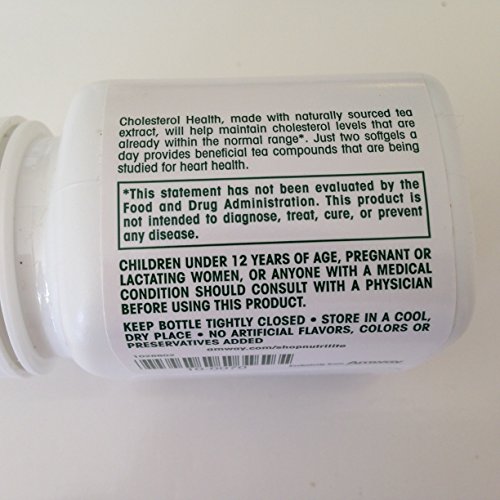 Cholesterol Health, made with naturally sourced tea
extract, will help maintain cholesterol levels that are
already within the normal range*. Just two softgels a
day provides beneficial tea compounds that are being
studied for heart health.
*This statement has not been evaluated by the
Food and Drug Administration. This product is
not intended to diagnose, treat, cure, or prevent
any disease.
CHILDREN UNDER 12 YEARS OF AGE, PREGNANT OR
LACTATING WOMEN, OR ANYONE WITH A MEDICAL
CONDITION SHOULD CONSULT WITH A PHYSICIAN
BEFORE USING THIS PRODUCT.
KEEP BOTTLE TIGHTLY CLOSED • STORE IN A COOL,
DRY PLACE • NO ARTIFICIAL FLAVORS, COLORS OR
PRESERVATIVES ADDED
amway.com/shopnutrilite
Amway